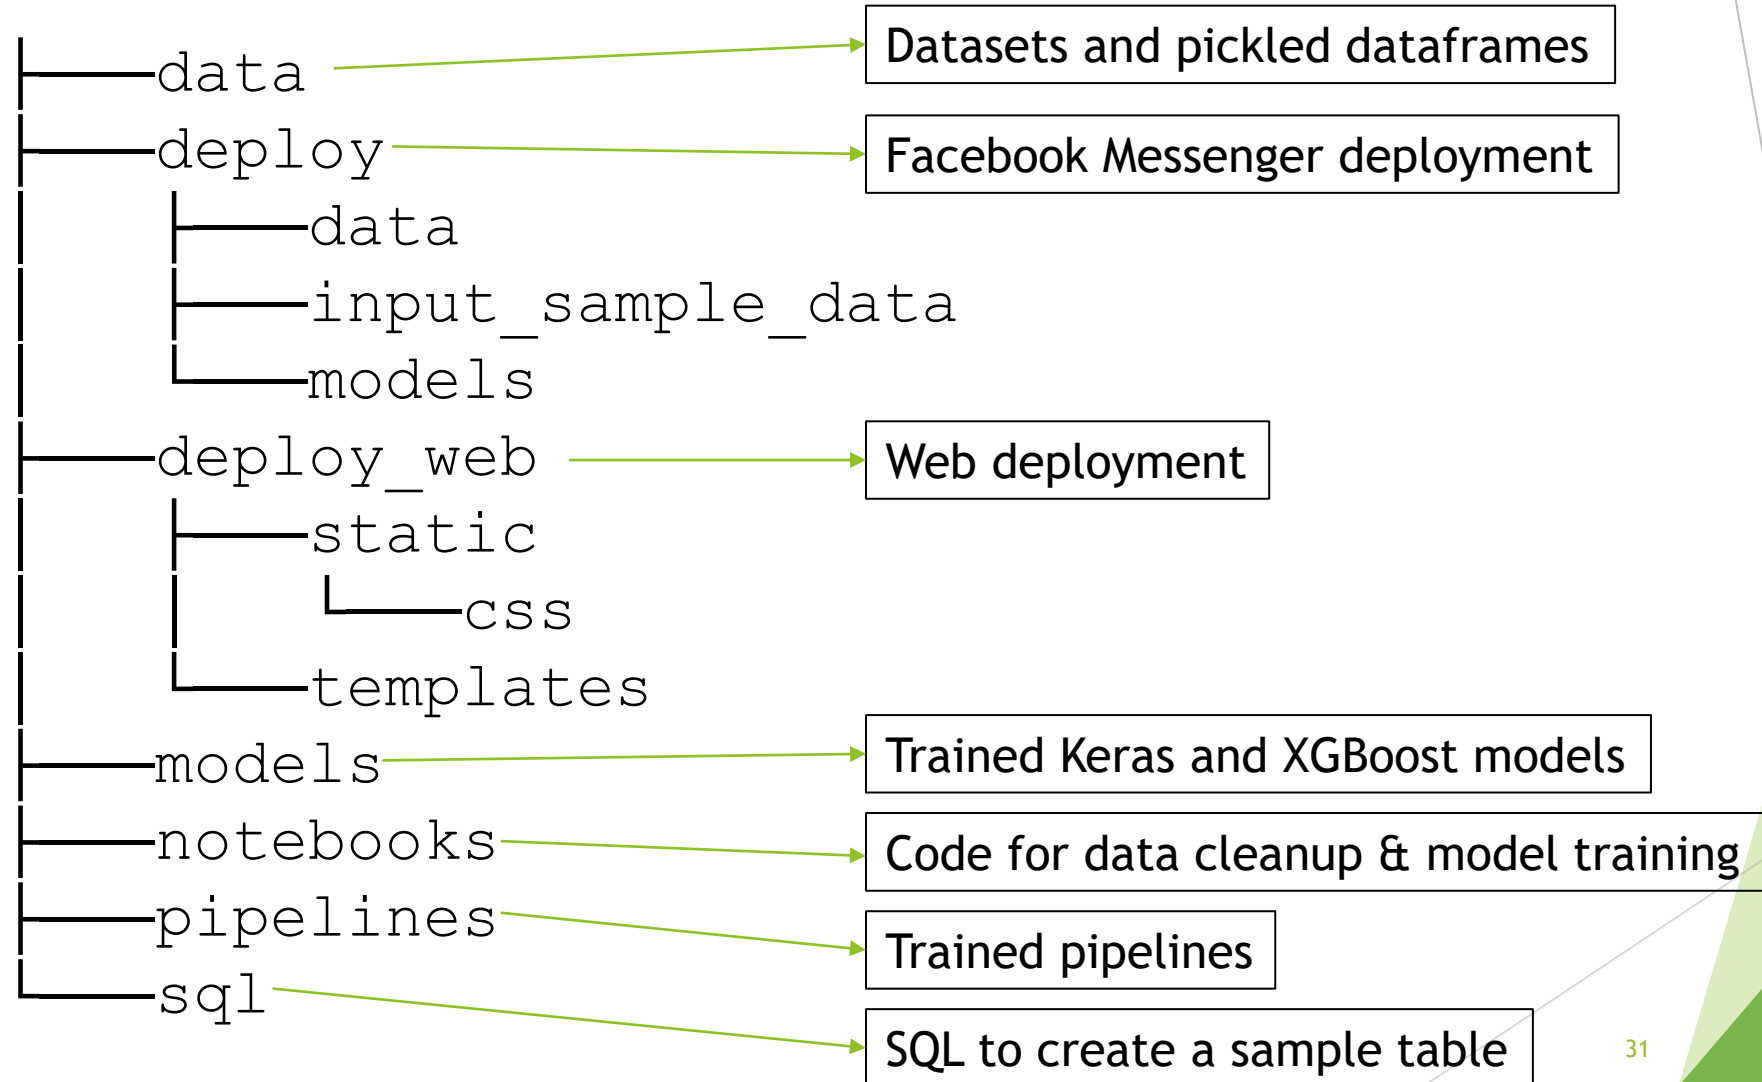 data
Datasets and pickled dataframes
deploy
Facebook Messenger deployment
data
input_sample_data
models
deploy_web
Web deployment
static
css
templates
models
Trained Keras and XGBoost models
notebooks
Code for data cleanup & model training
pipelines
Trained pipelines
sql
SQL to create a sample table
31